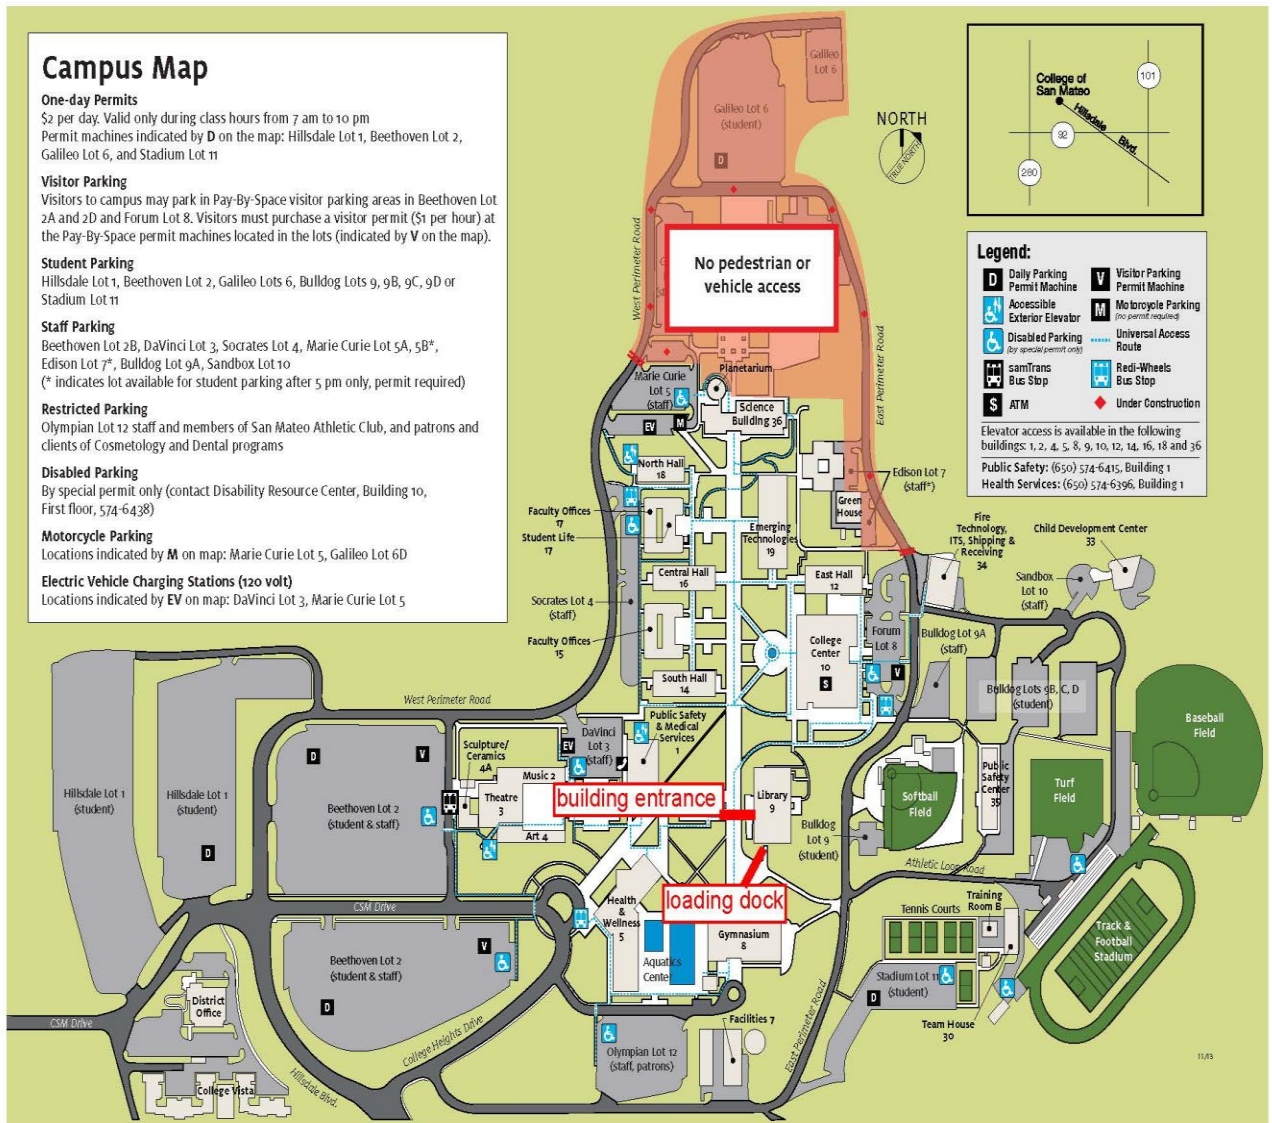 Campus Map
One-day Permits
$2 per day. Valid only during class hours from 7 am to 10 pm
Permit machines indicated by D on the map: Hillsdale Lot 1, Beethoven Lot 2,
Galileo Lot 6, and Stadium Lot 11
Visitor Parking
Visitors to campus may park in Pay-By-Space visitor parking areas in Beethoven Lot
2A and 2D and Forum Lot 8. Visitors must purchase a visitor permit ($1 per hour) at
the Pay-By-Space permit machines located in the lots (indicated by V on the map).
Student Parking
Hillsdale Lot 1, Beethoven Lot 2, Galileo Lots 6, Bulldog Lots 9, 9B, 9C, 9D or
Stadium Lot 11
Staff Parking
Beethoven Lot 2B, DaVinci Lot 3, Socrates Lot 4, Marie Curie Lot 5A, 5B*,
Edison Lot 7*, Bulldog Lot 9A, Sandbox Lot 10
(* indicates lot available for student parking after 5 pm only, permit required)
Restricted Parking
Olympian Lot 12 staff and members of San Mateo Athletic Club, and patrons and
clients of Cosmetology and Dental programs
Disabled Parking
By special permit only (contact Disability Resource Center, Building 10,
First floor, 574-6438)
Motorcycle Parking
Locations indicated by M on map: Marie Curie Lot 5, Galileo Lot 6D
Electric Vehicle Charging Stations (120 volt)
Locations indicated by EV on map: DaVinci Lot 3, Marie Curie Lot 5
Galileo
Lot 6
Galileo Lot 6
(student)
D
NORTH
TRUE NORTH
College of
San Mateo
Hillsdale
Blvd.
101
92
280
Legend:
D Daily Parking
Permit Machine
V Visitor Parking
Permit Machine
Accessible
Exterior Elevator
M Motorcycle Parking
(no permit required)
Disabled Parking
(by special permit only)
Universal Access
Route
samTrans
Bus Stop
Redi-Wheels
Bus Stop
$ ATM
Under Construction
Elevator access is available in the following
buildings: 1, 2, 4, 5, 8, 9, 10, 12, 14, 16, 18 and 36
Public Safety: (650) 574-6415, Building 1
Health Services: (650) 574-6396, Building 1
West Perimeter Road
No pedestrian or
vehicle access
East Perimeter Road
Planetarium
Marie Curie
Lot 5
(staff)
EV
M
Science
Building 36
North Hall
18
Edison Lot 7
(staff*)
Green
House
Faculty Offices
17
Student Life
17
Emerging
Technologies
19
Fire
Technology,
ITS, Shipping &
Receiving
34
Child Development Center
33
Central Hall
16
East Hall
12
Sandbox
Lot 10
(staff)
Socrates Lot 4
(staff)
Faculty Offices
15
College
Center
10
$
Forum
Lot 8
V
Bulldog Lot 9A
(staff)
South Hall
14
Bulldog Lots 9B, C, D
(student)
West Perimeter Road
Public Safety
& Medical
Services
1
DaVinci
Lot 3
(staff)
EV
Sculpture/
Ceramics
4A
Music 2
Theatre
3
Art 4
Baseball
Field
D
V
Hillsdale Lot 1
(student)
Hillsdale Lot 1
(student)
D
Beethoven Lot 2
(student & staff)
building entrance
Library
9
Softball
Field
Public
Safety
Center
35
Turf
Field
Bulldog
Lot 9
(student)
Athletic Loop Road
loading dock
CSM Drive
Health
&
Wellness
5
Aquatics
Center
Gymnasium
8
Tennis Courts
Training
Room B
Track &
Football
Stadium
V
Beethoven Lot 2
(student & staff)
D
Stadium Lot 11
(student)
D
Team House
30
District
Office
CSM Drive
College Heights Drive
Facilities 7
Olympian Lot 12
(staff, patrons)
East Perimeter Road
Hillsdale Blvd.
College Vista
11/13